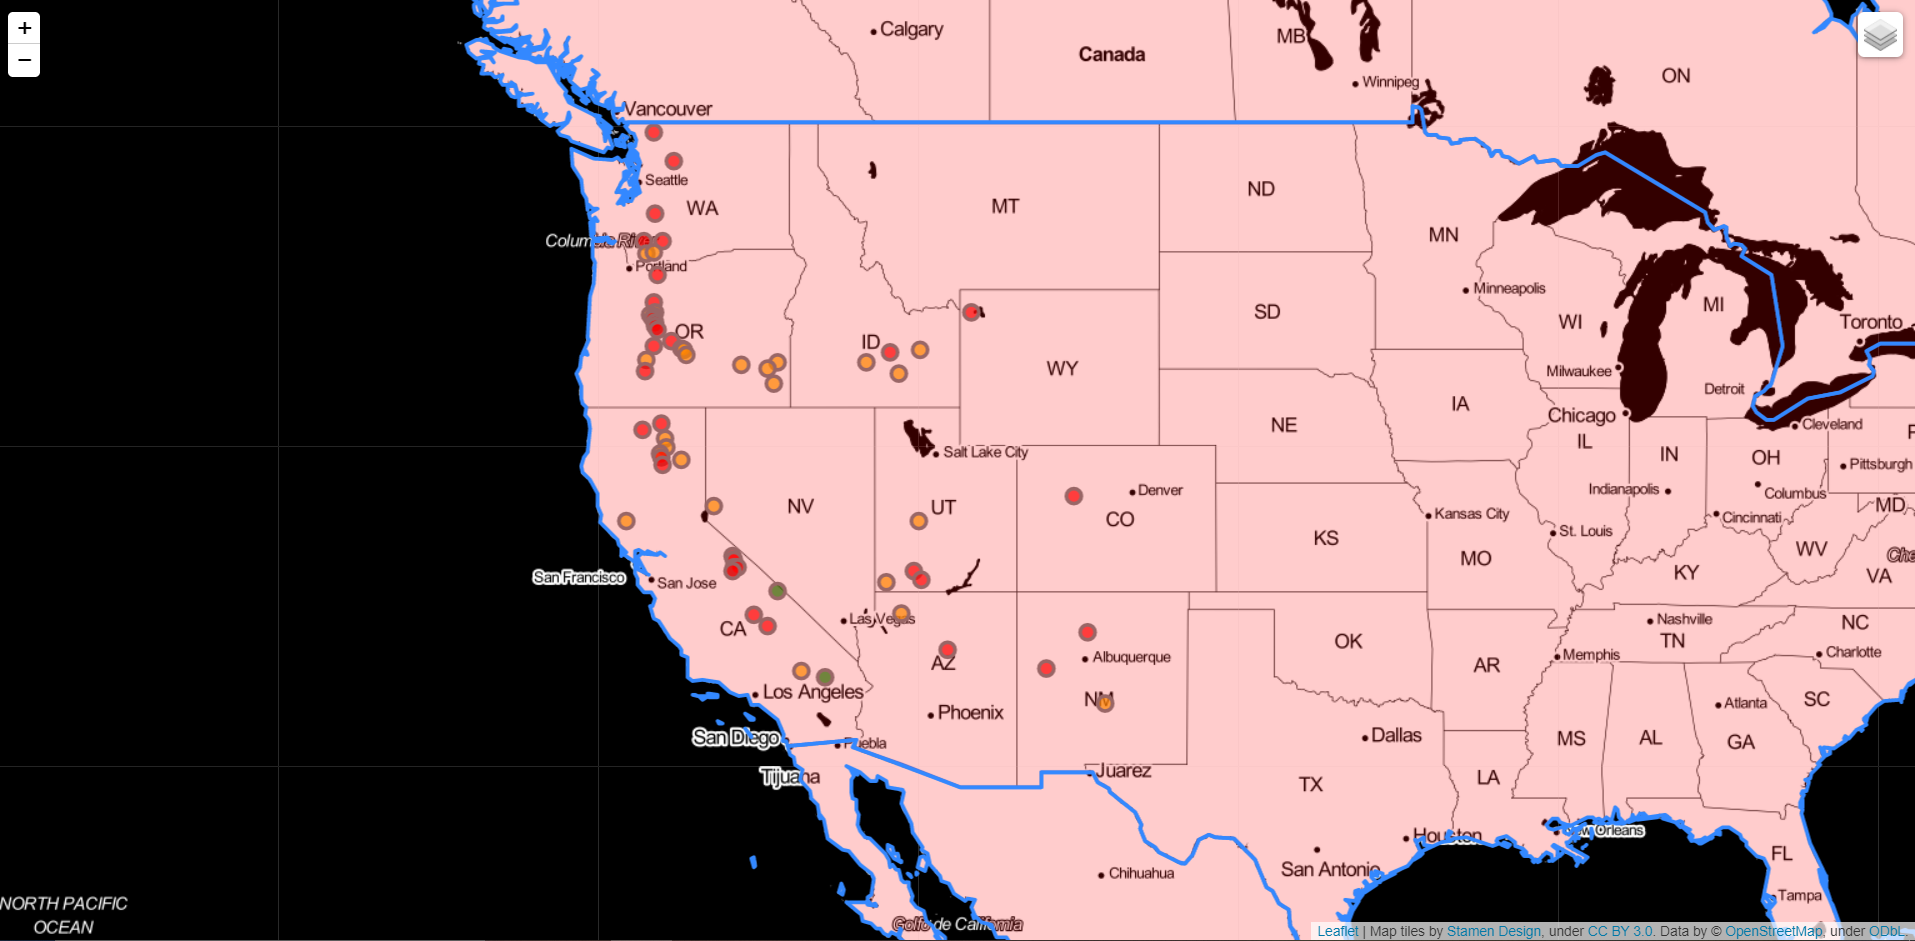 +
−
Calgary
Canada
MB
Winnipeg
ON
Vancouver
Seattle
WA
MT
ND
MN
Columbia River
Portland
OR
ID
SD
Minneapolis
WI
MI
Toronto
WY
Milwaukee
Detroit
IA
NE
Chicago
Cleveland
IL
IN
OH
Pittsburgh
Salt Lake City
Denver
Indianapolis
Columbus
NV
UT
CO
Kansas City
Cincinnati
MD
KS
St. Louis
MO
WV
San Francisco
San Jose
KY
VA
Las Vegas
CA
OK
Nashville
TN
NC
Albuquerque
AZ
AR
Memphis
Charlotte
Los Angeles
NM
Phoenix
Atlanta
SC
San Diego
Puebla
Dallas
MS
AL
GA
Tijuana
Juarez
TX
LA
Houston
New Orleans
San Antonio
FL
Chihuahua
Tampa
NORTH PACIFIC
OCEAN
Golfo de California
Leaflet | Map tiles by Stamen Design, under CC BY 3.0. Data by © OpenStreetMap, under ODbL.